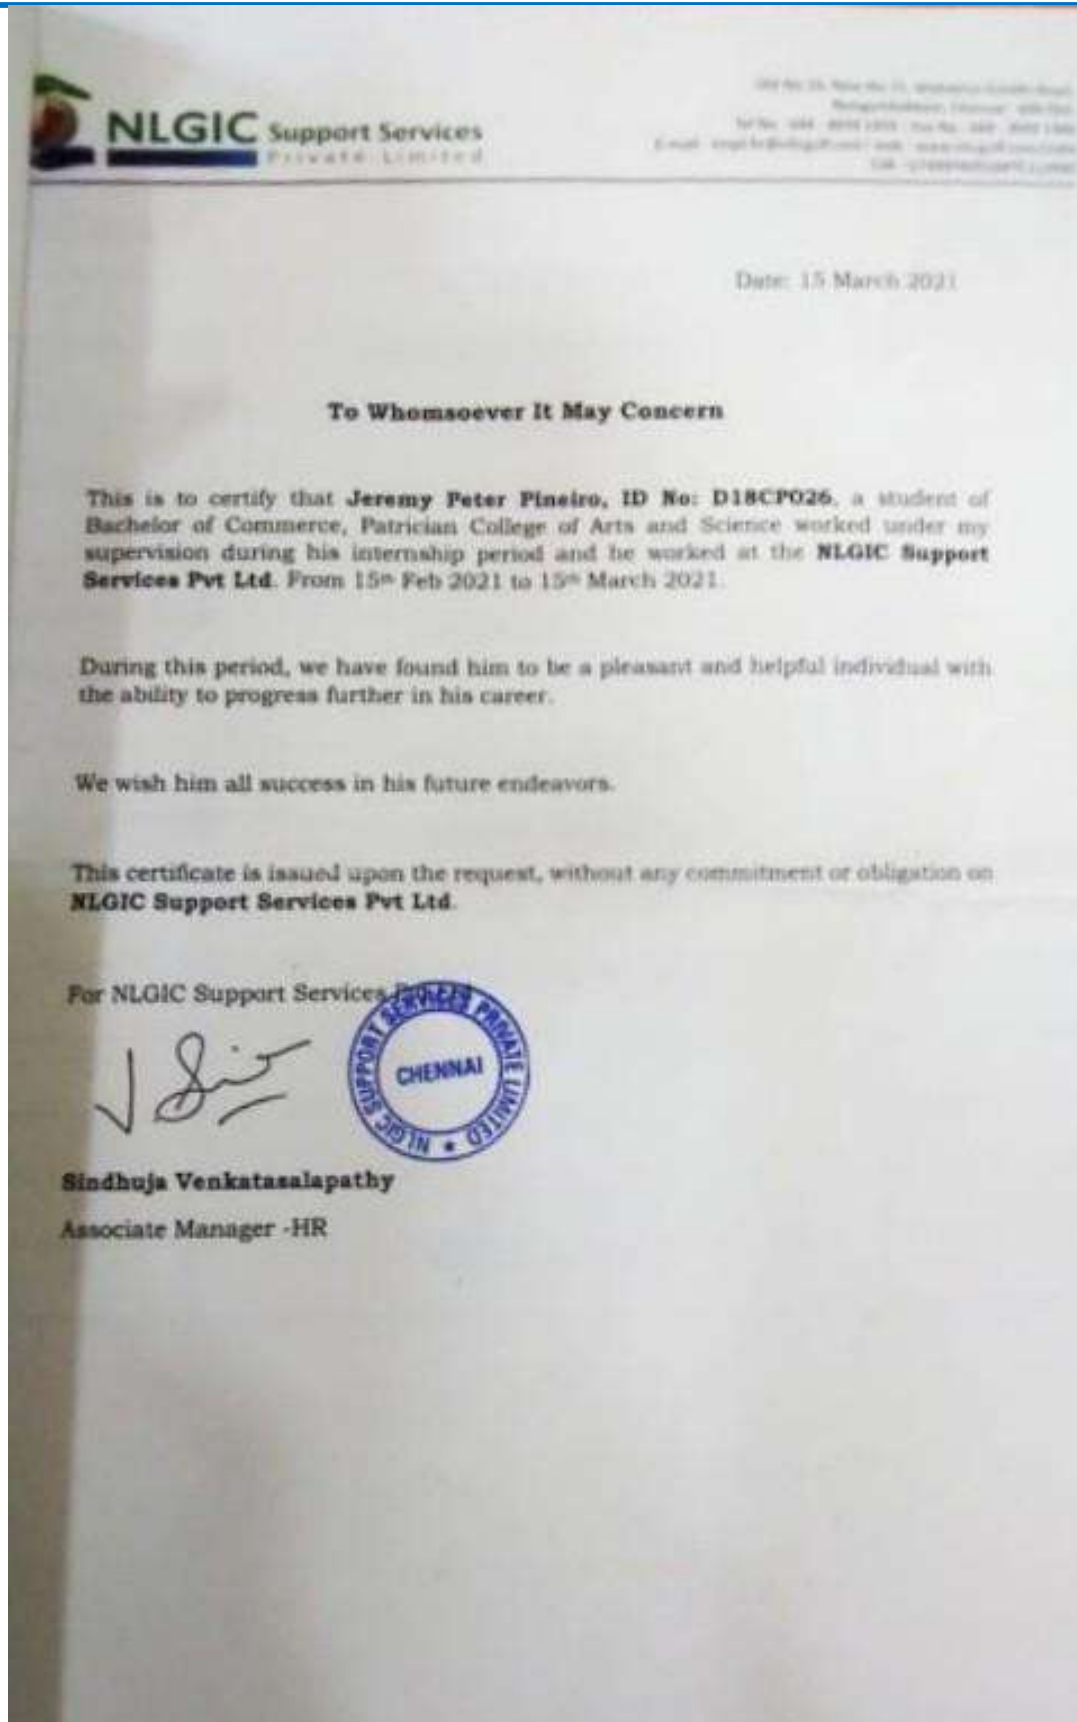 NLGIC Support Services
Private Limited
Date: 15 March 2021
To Whomsoever It May Concern
This is to certify that Jeremy Peter Pineiro, ID No: D18CP026, a student of
Bachelor of Commerce, Patrician College of Arts and Science worked under my
supervision during his internship period and he worked at the NLGIC Support
Services Pvt Ltd. From 15th Feb 2021 to 15th March 2021.
During this period, we have found him to be a pleasant and helpful individual with
the ability to progress further in his career.
We wish him all success in his future endeavors.
This certificate is issued upon the request, without any commitment or obligation on
NLGIC Support Services Pvt Ltd.
For NLGIC Support Services Pvt Ltd
NLGIC SUPPORT SERVICES PRIVATE LIMITED
CHENNAI
Sindhuja Venkatasalapathy
Associate Manager -HR